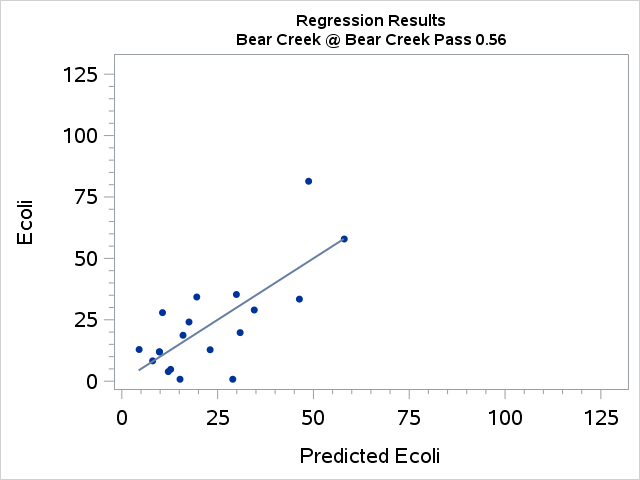 Regression Results
Bear Creek @ Bear Creek Pass 0.56
125
100
75
50
25
0
Ecoli
0 25 50 75 100 125
Predicted Ecoli